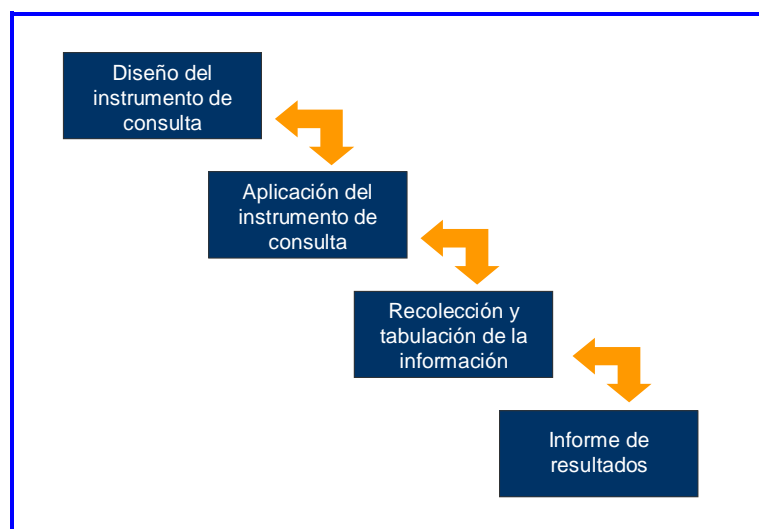 Diseño del
instrumento de
consulta
Aplicación del
instrumento de
consulta
Recolección y
tabulación de la
información
Informe de
resultados